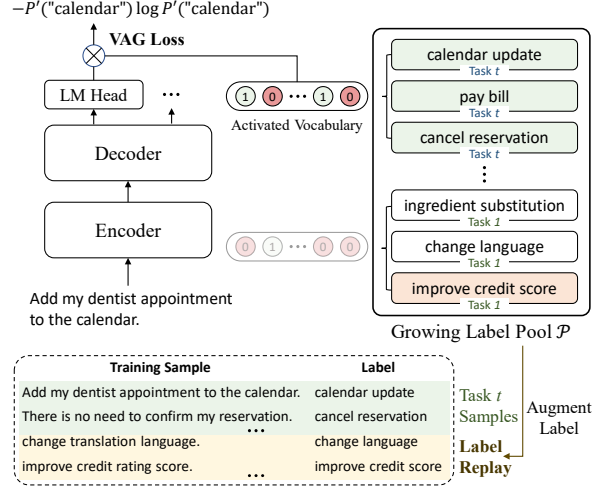 −P′("calendar") log P′("calendar")
VAG Loss
LM Head
...
Decoder
Encoder
Add my dentist appointment
to the calendar.
1 0 ... 1 0
Activated Vocabulary
0 1 ... 0 0
calendar update
Task t
pay bill
Task t
cancel reservation
Task t
...
ingredient substitution
Task 1
change language
Task 1
improve credit score
Task 1
Growing Label Pool 𝒫
Training Sample Label
Add my dentist appointment to the calendar. calendar update
There is no need to confirm my reservation. cancel reservation
...
change translation language. change language
improve credit rating score. improve credit score
...
Task t
Samples
Label
Replay
Augment
Label